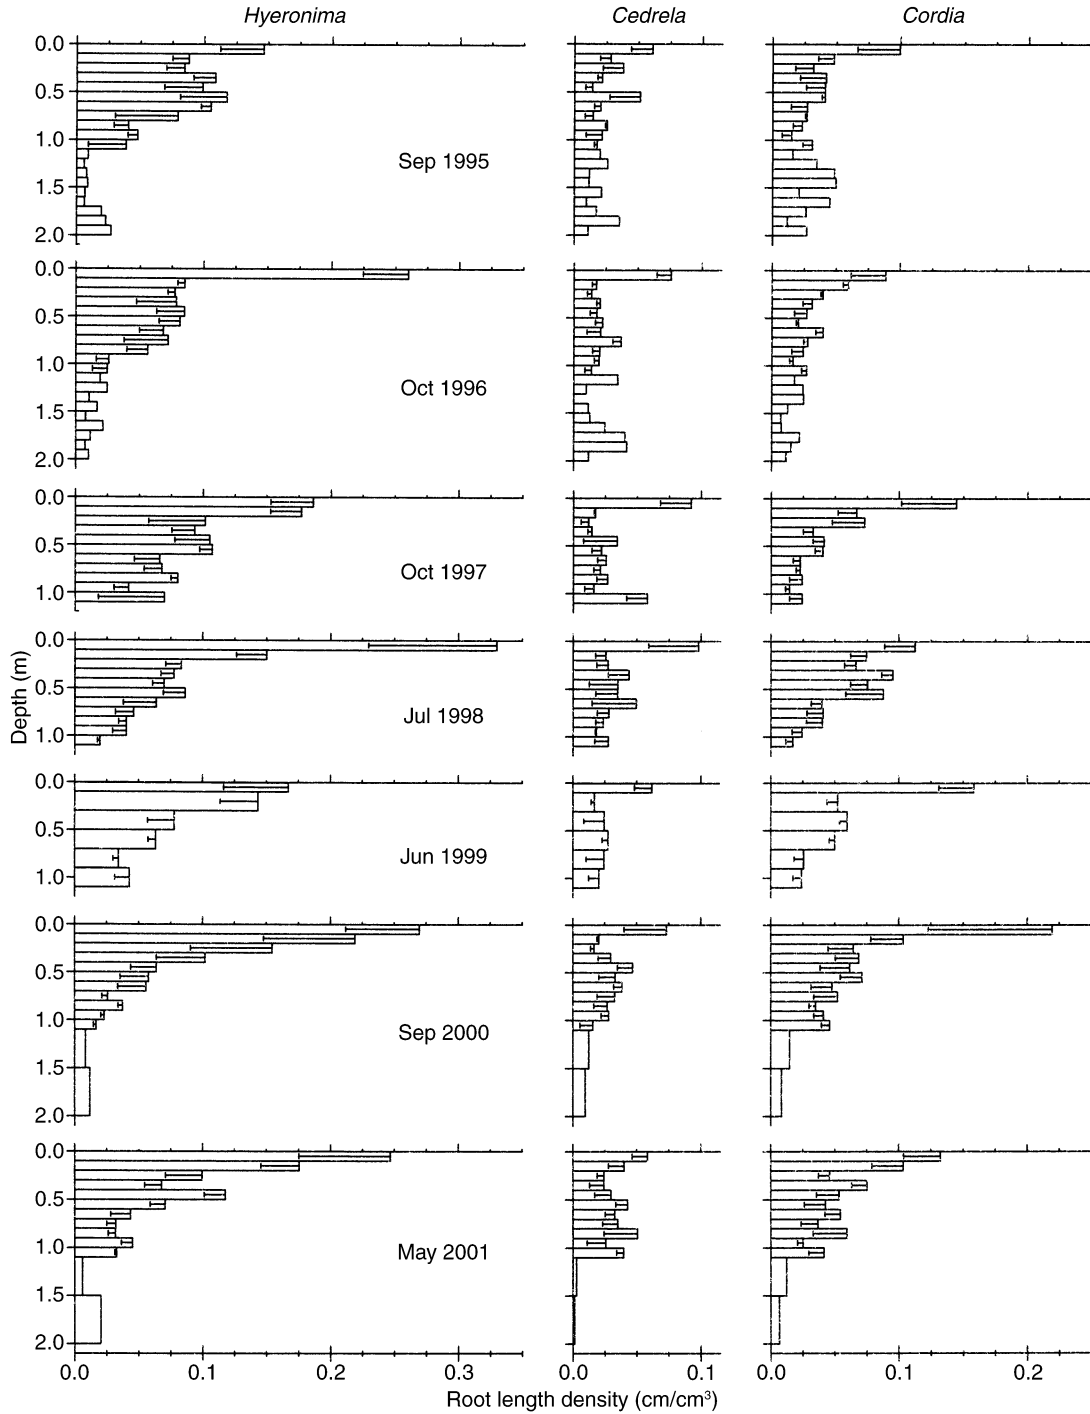 Hyeronima Cedrela Cordia
0.0
0.5
1.0
1.5
2.0
Sep 1995
0.0
0.5
1.0
1.5
2.0
Oct 1996
0.0
0.5
1.0
Oct 1997
0.0
0.5
1.0
Jul 1998
Depth (m)
0.0
0.5
1.0
Jun 1999
0.0
0.5
1.0
1.5
2.0
Sep 2000
0.0
0.5
1.0
1.5
2.0
May 2001
0.0 0.1 0.2 0.3 0.0 0.1 0.0 0.1 0.2
Root length density (cm/cm³)